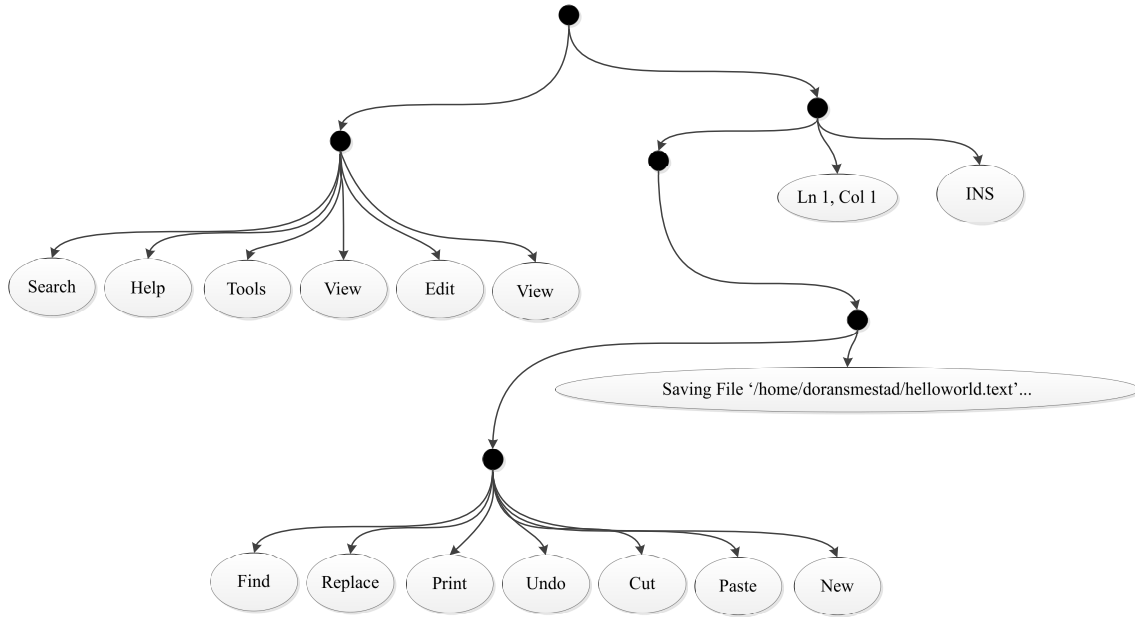 Ln 1, Col 1
INS
Search
Help
Tools
View
Edit
View
Saving File ‘/home/doransmestad/helloworld.text’...
Find
Replace
Print
Undo
Cut
Paste
New